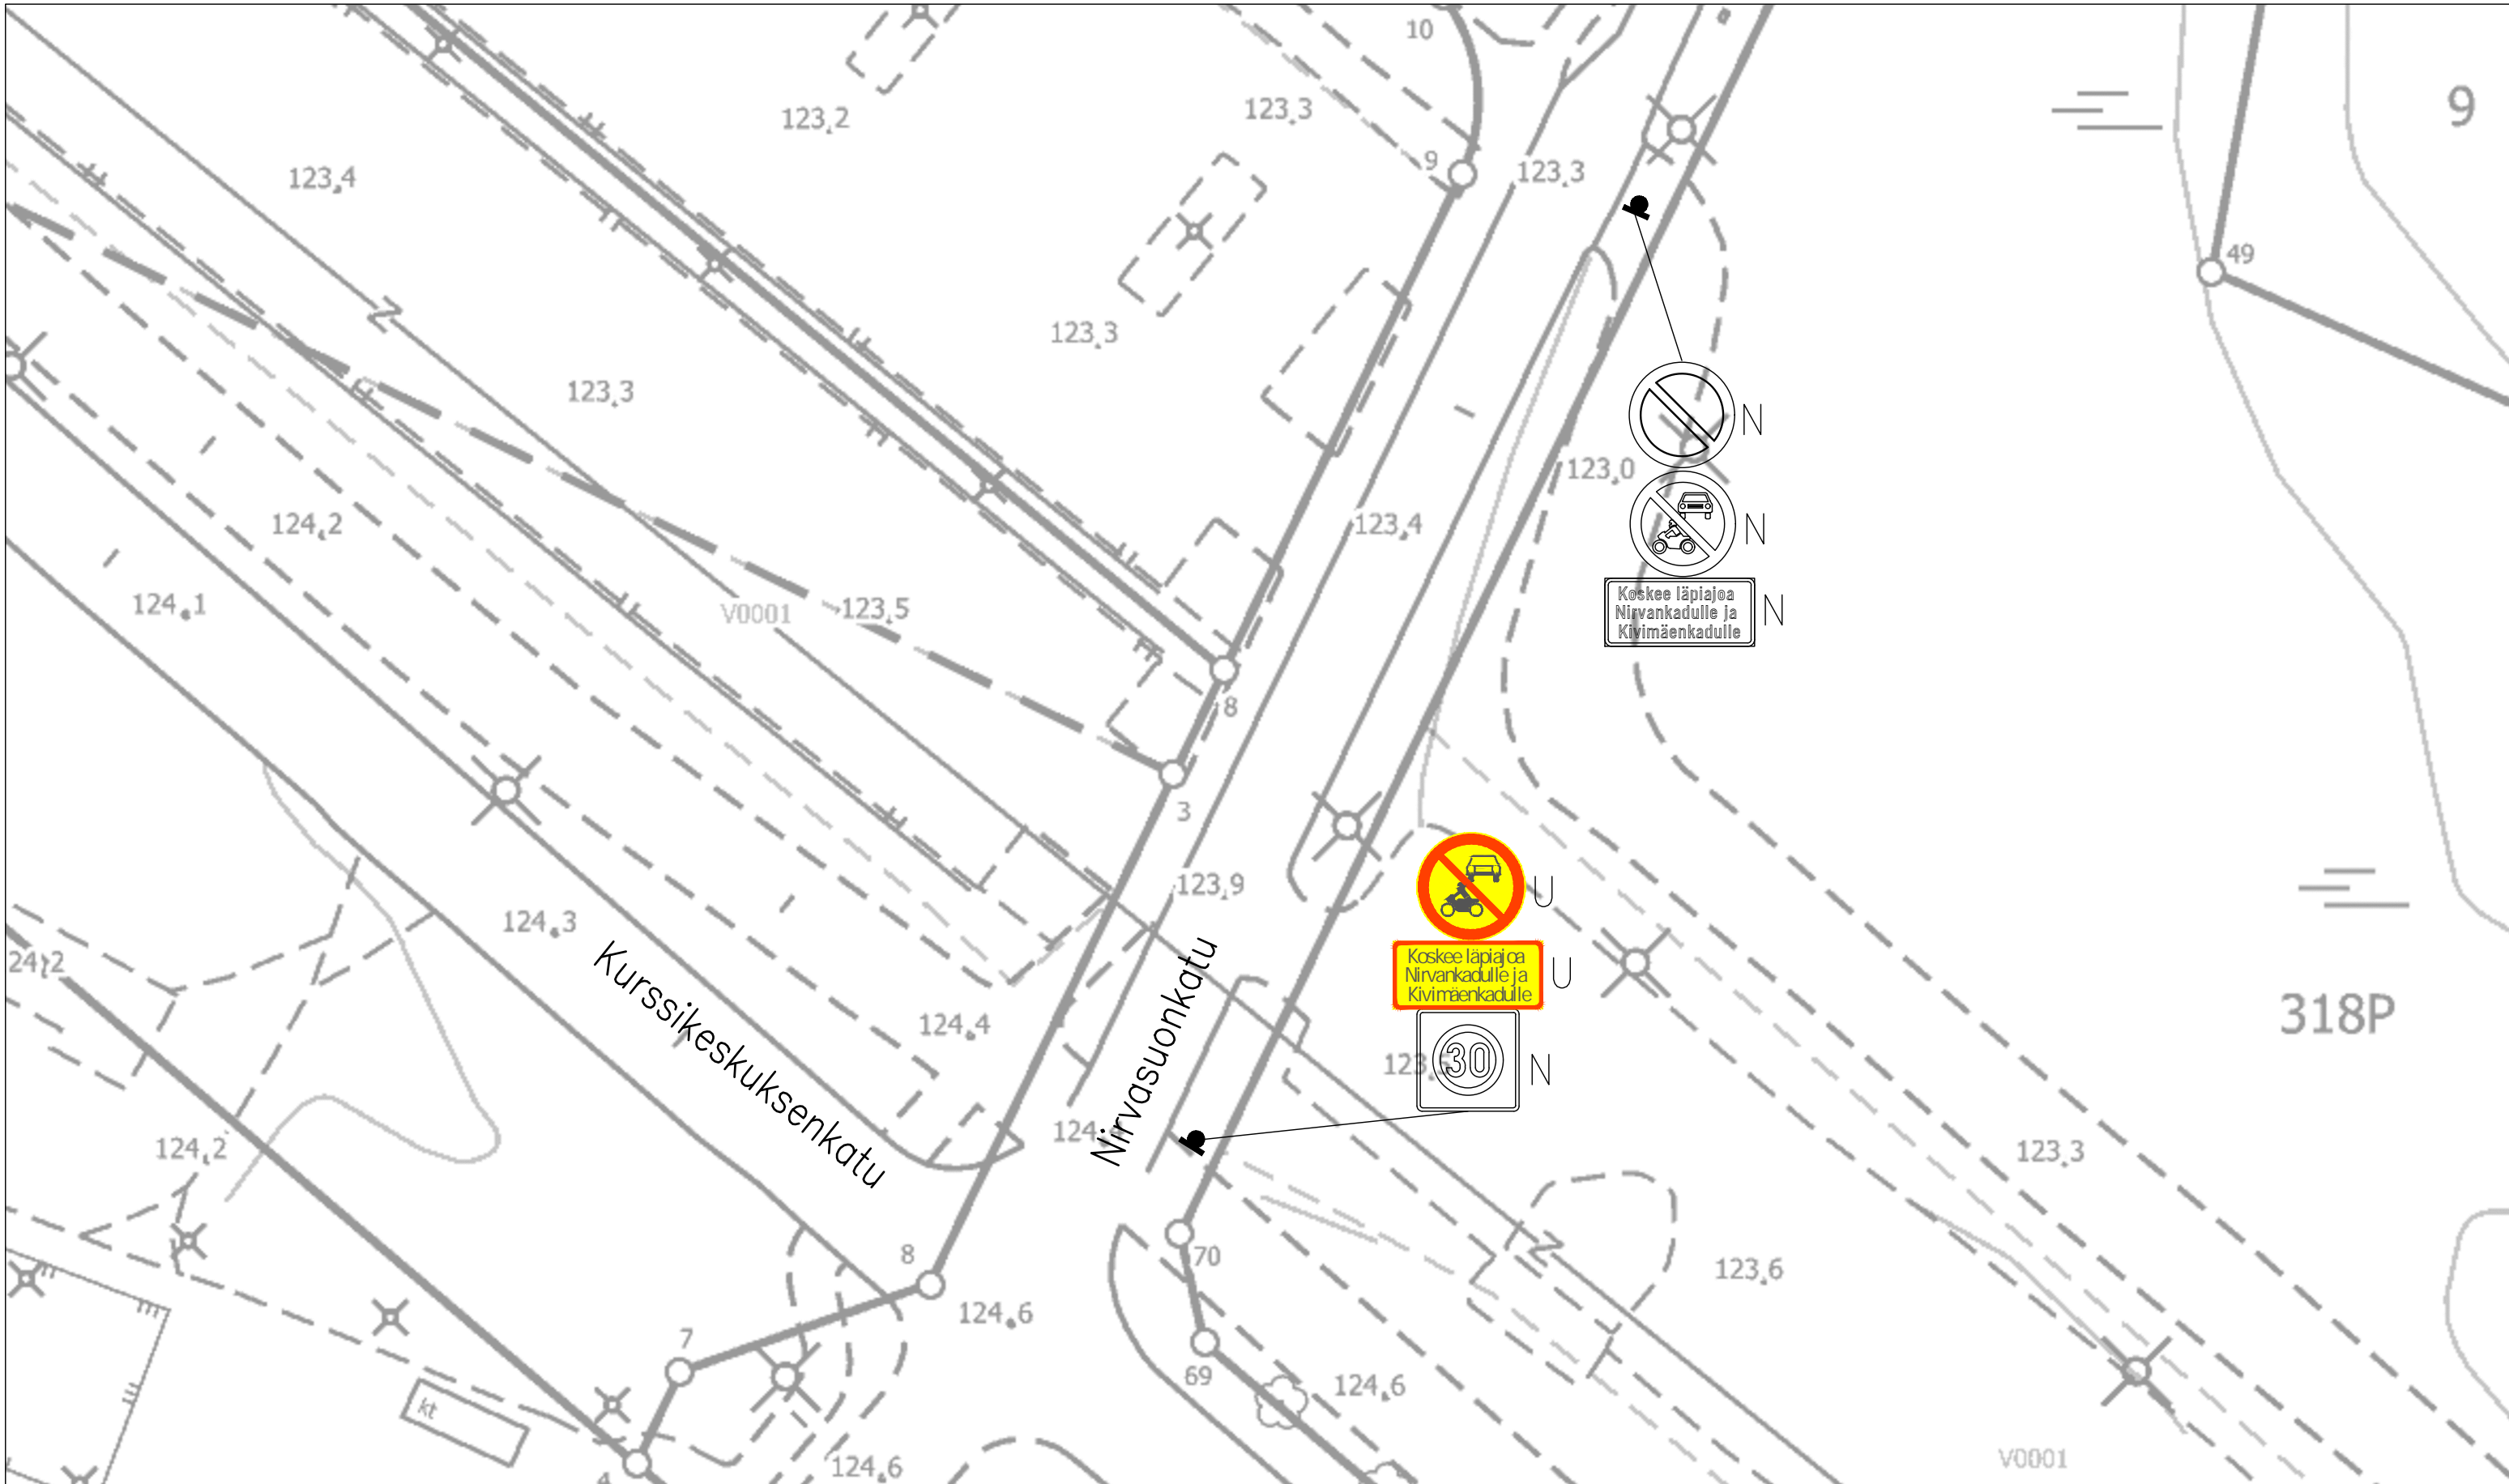 10
9
123.2
123.3
9
123.3
123.4
49
123.3
123.3
N
123.0
N
123.4
124.2
Koskee läpiajoa
Nirvankadulle ja
Kivimäenkadulle
N
124.1
V0001
123.5
8
3
123.9
U
Koskee läpiajoa
Nirvankadulle ja
Kivimäenkadulle
U
124.3
Kurssikeskuksenkatu
Nirvasuonkatu
124.4
318P
30
N
124.2
123.3
8
70
123.6
124.6
7
69
124.6
kt
124.6
4
V0001